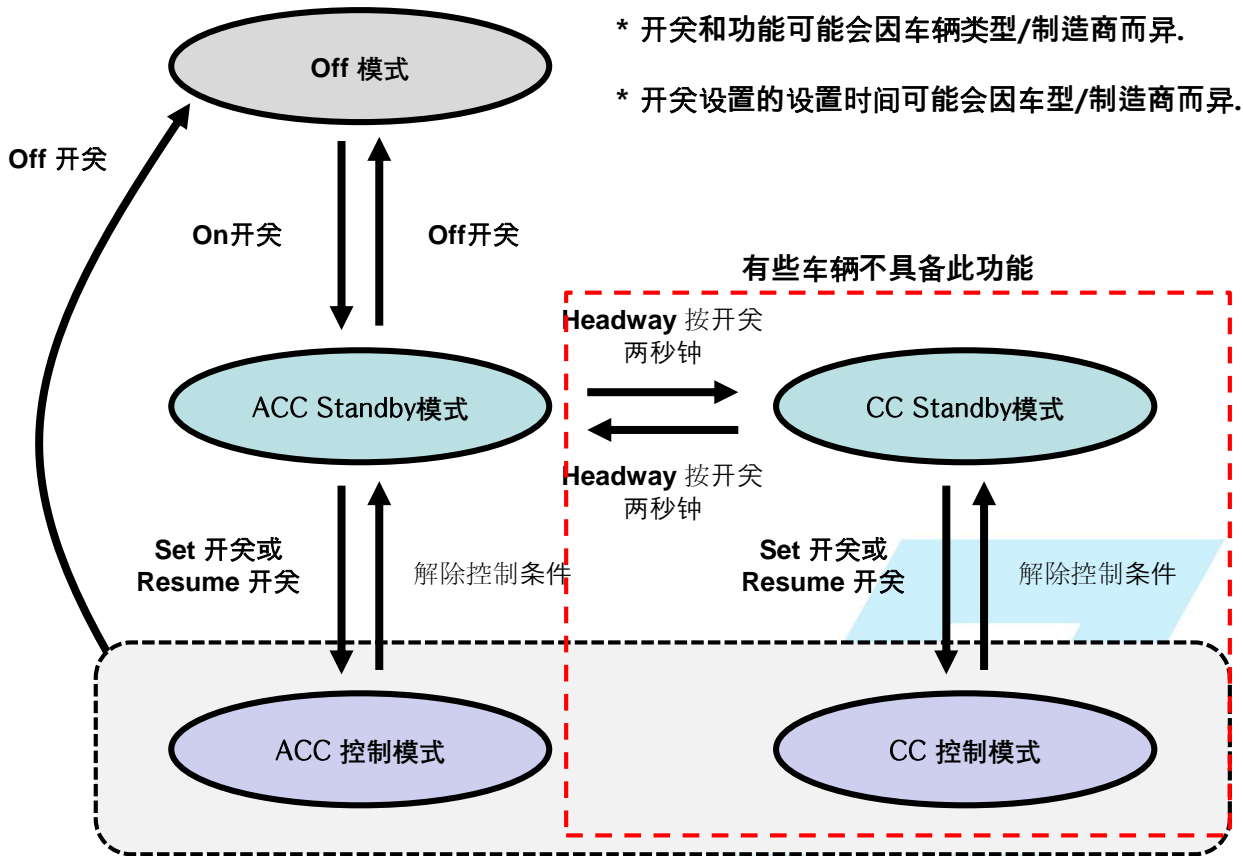 * 开关和功能可能会因车辆类型/制造商而异.
Off 模式
* 开关设置的设置时间可能会因车型/制造商而异.
Off 开关
On开关
Off开关
有些车辆不具备此功能
Headway 按开关
两秒钟
ACC Standby模式
CC Standby模式
Headway 按开关
两秒钟
Set 开关或
Resume 开关
解除控制条件
Set 开关或
Resume 开关
解除控制条件
ACC 控制模式
CC 控制模式